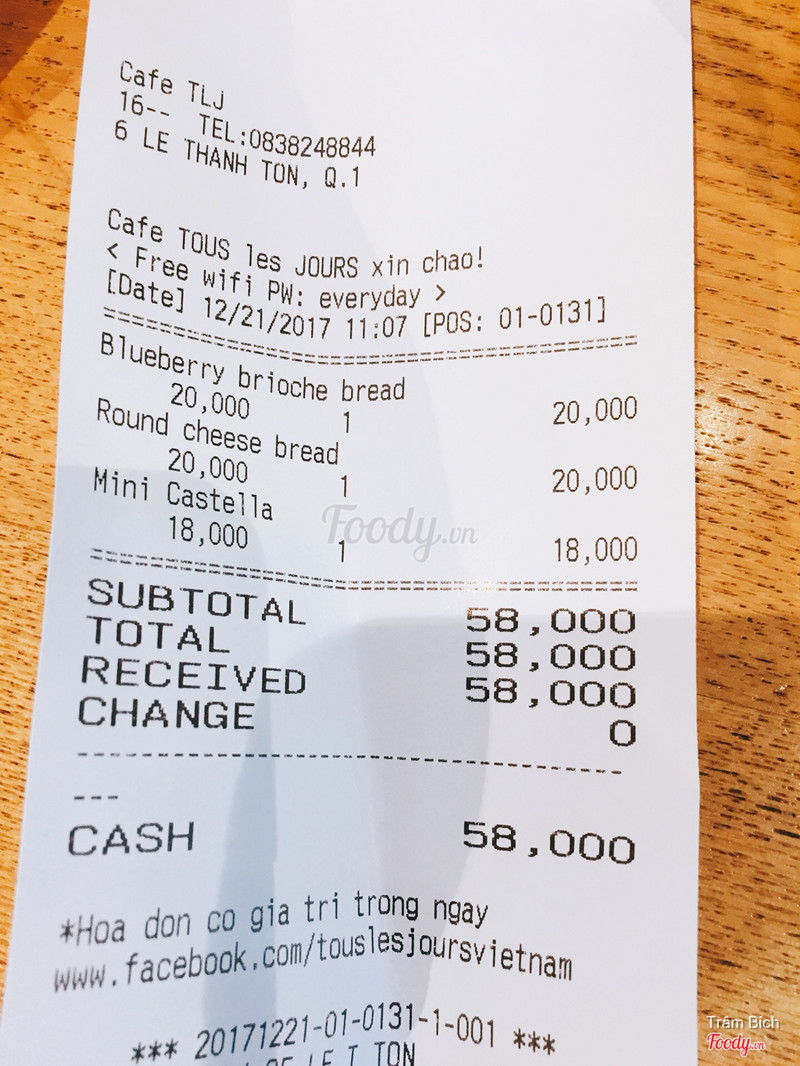 Cafe TLJ
16-- TEL:0838248844
6 LE THANH TON, Q.1
Cafe TOUS les JOURS xin chao!
< Free wifi PW: everyday >
[Date] 12/21/2017 11:07 [POS: 01-0131]
Blueberry brioche bread
20,000 1 20,000
Round cheese bread
20,000 1 20,000
Mini Castella
18,000 1 18,000
SUBTOTAL 58,000
TOTAL 58,000
RECEIVED 58,000
CHANGE 0
---
CASH 58,000
*Hoa don co gia tri trong ngay
www.facebook.com/touslesjoursvietnam
*** 20171221-01-0131-1-001 ***
LE T TON
Foody.vn
Trâm Bích
Foody.vn